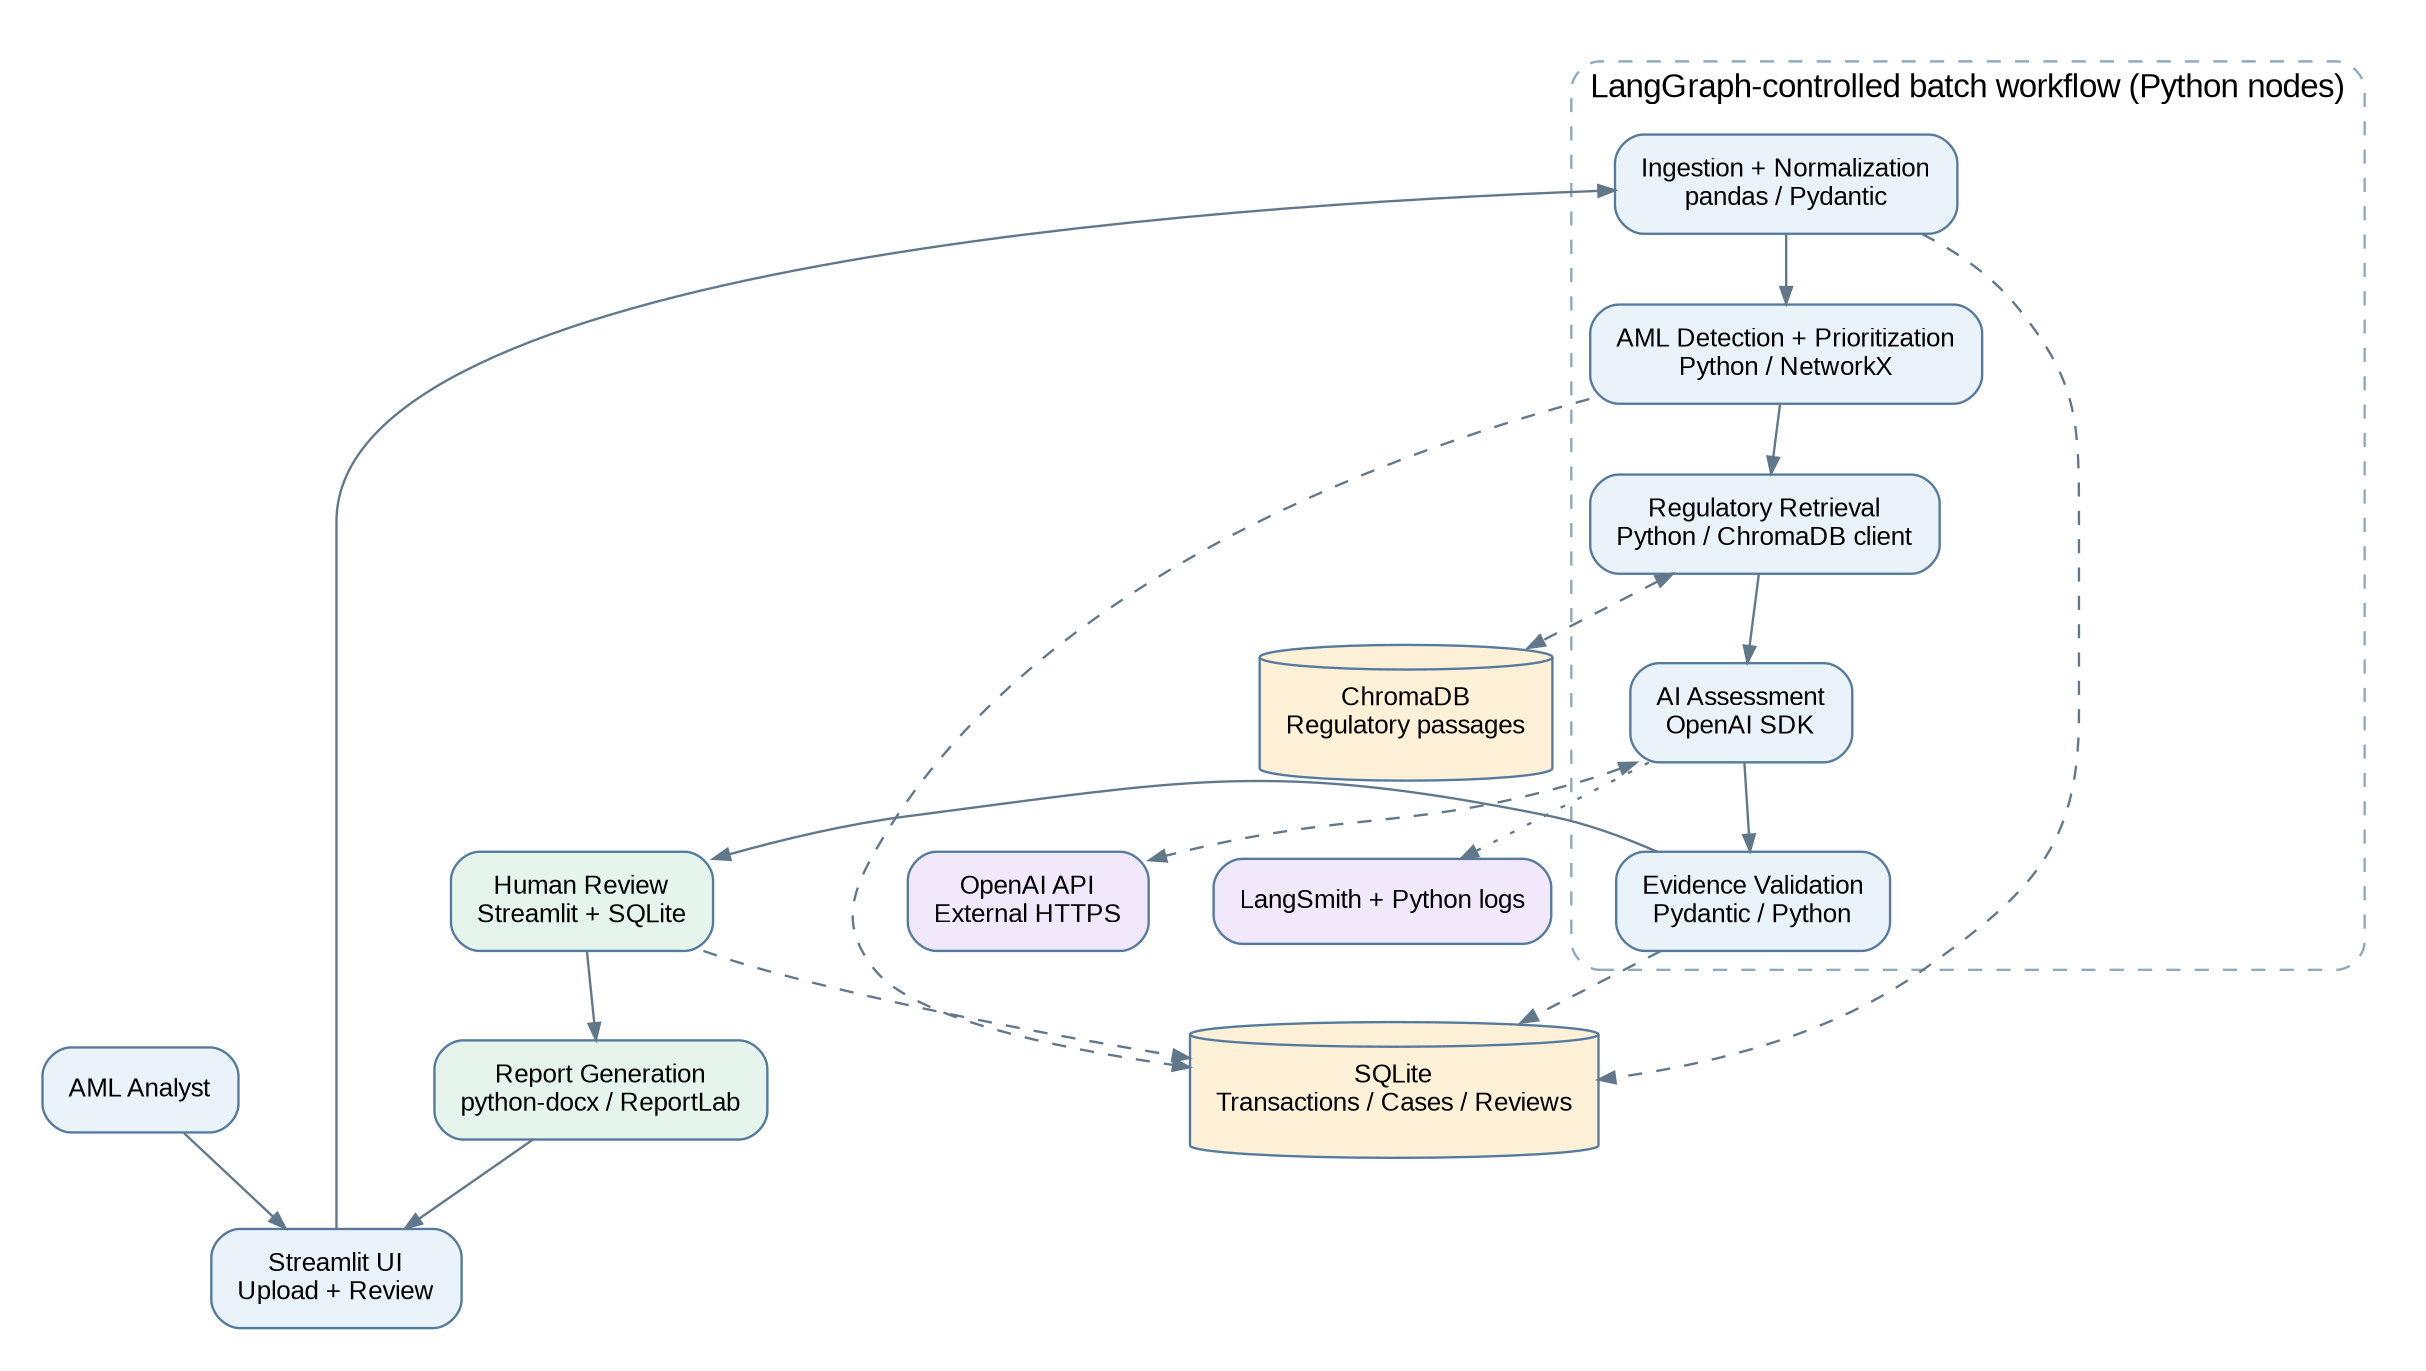 LangGraph-controlled batch workflow (Python nodes)
Ingestion + Normalization
pandas / Pydantic
AML Detection + Prioritization
Python / NetworkX
Regulatory Retrieval
Python / ChromaDB client
ChromaDB
Regulatory passages
AI Assessment
OpenAI SDK
Human Review
Streamlit + SQLite
OpenAI API
External HTTPS
LangSmith + Python logs
Evidence Validation
Pydantic / Python
AML Analyst
Report Generation
python-docx / ReportLab
SQLite
Transactions / Cases / Reviews
Streamlit UI
Upload + Review